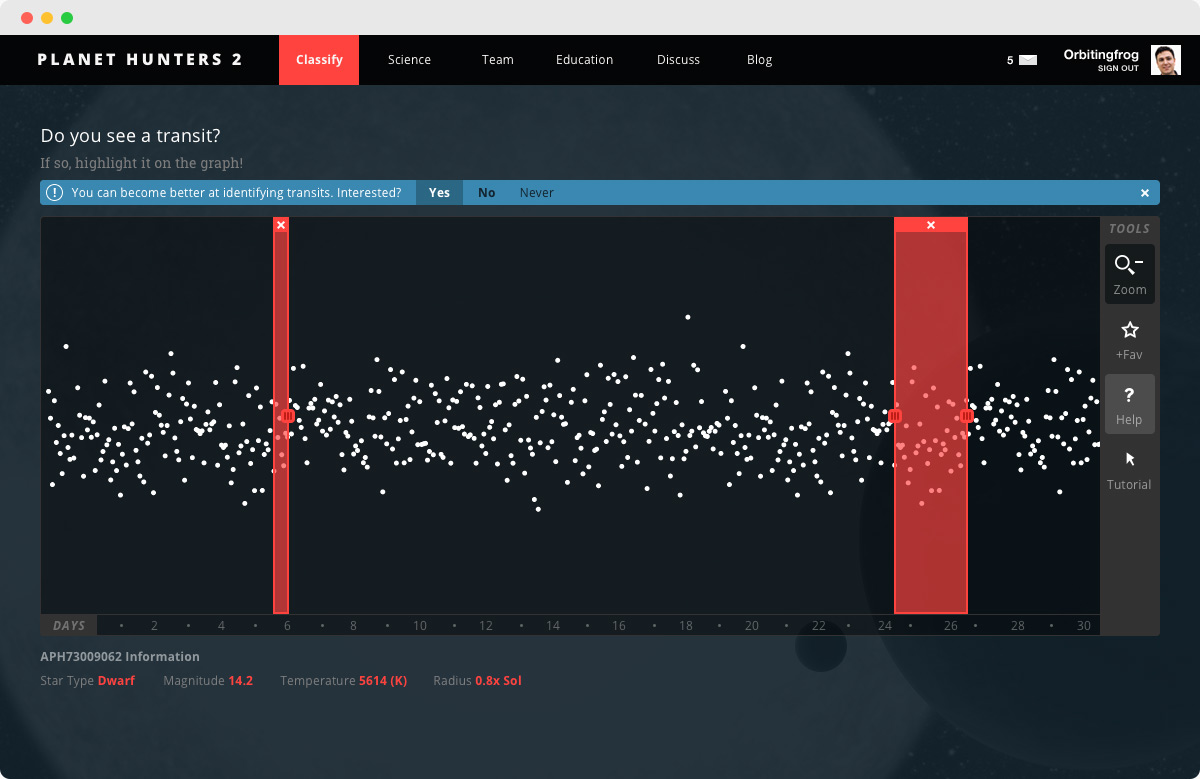 PLANET HUNTERS 2 Classify Science Team Education Discuss Blog 5 Orbitingfrog
SIGN OUT
Do you see a transit?
If so, highlight it on the graph!
! You can become better at identifying transits. Interested? Yes No Never ×
× × TOOLS
Zoom
+Fav
?
Help
Tutorial
DAYS • 2 • 4 • 6 • 8 • 10 • 12 • 14 • 16 • 18 • 20 • 22 • 24 • 26 • 28 • 30
APH73009062 Information
Star Type Dwarf Magnitude 14.2 Temperature 5614 (K) Radius 0.8x Sol